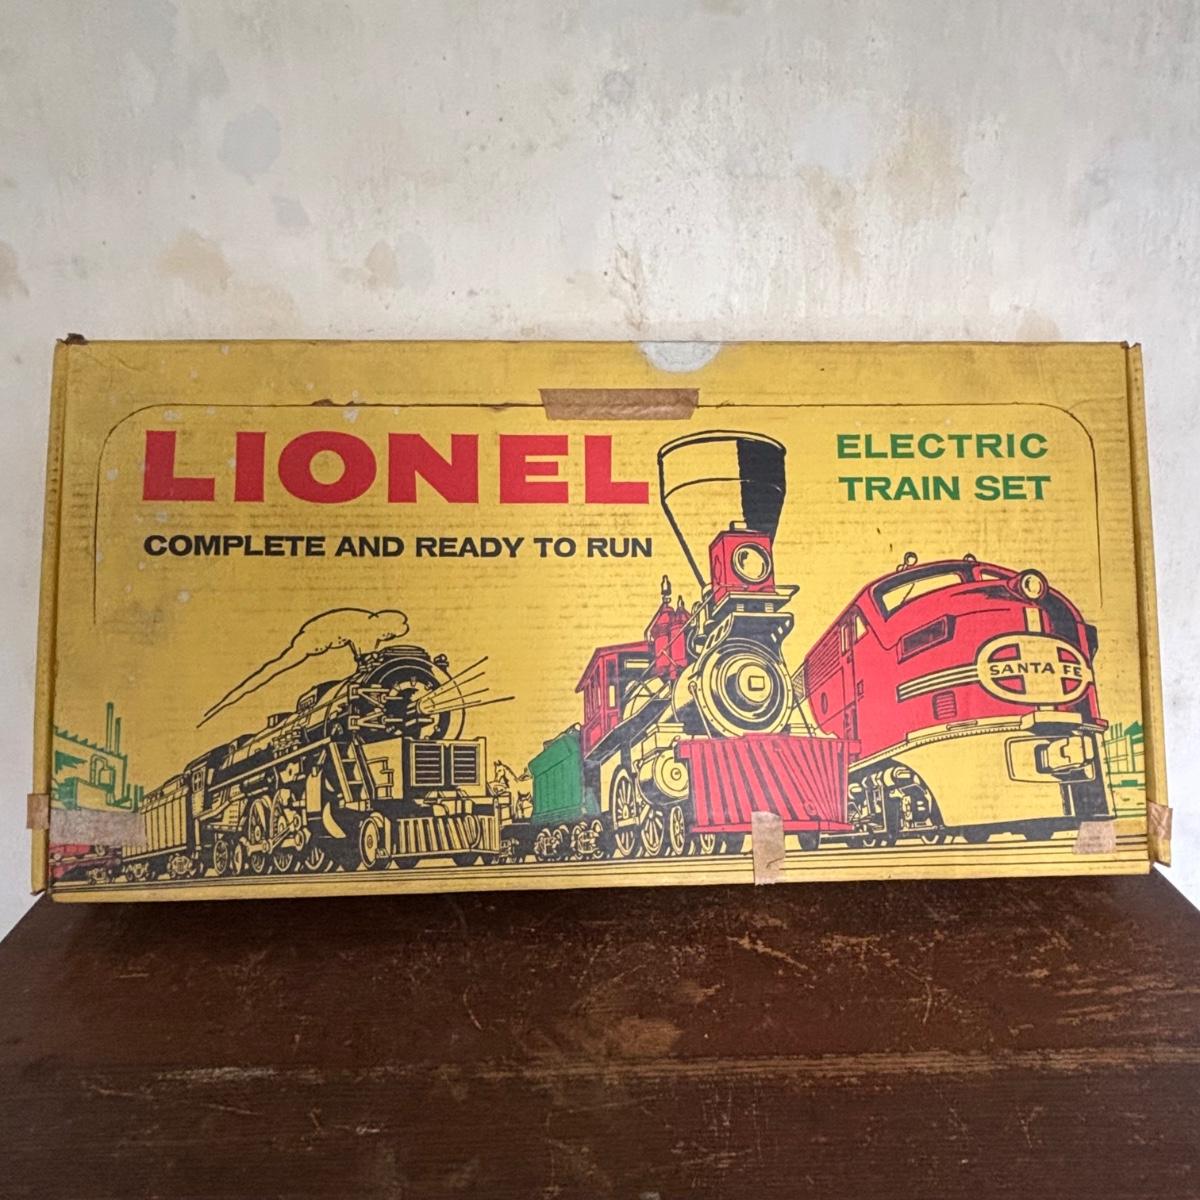 LIONEL
COMPLETE AND READY TO RUN
ELECTRIC
TRAIN SET
SANTA FE